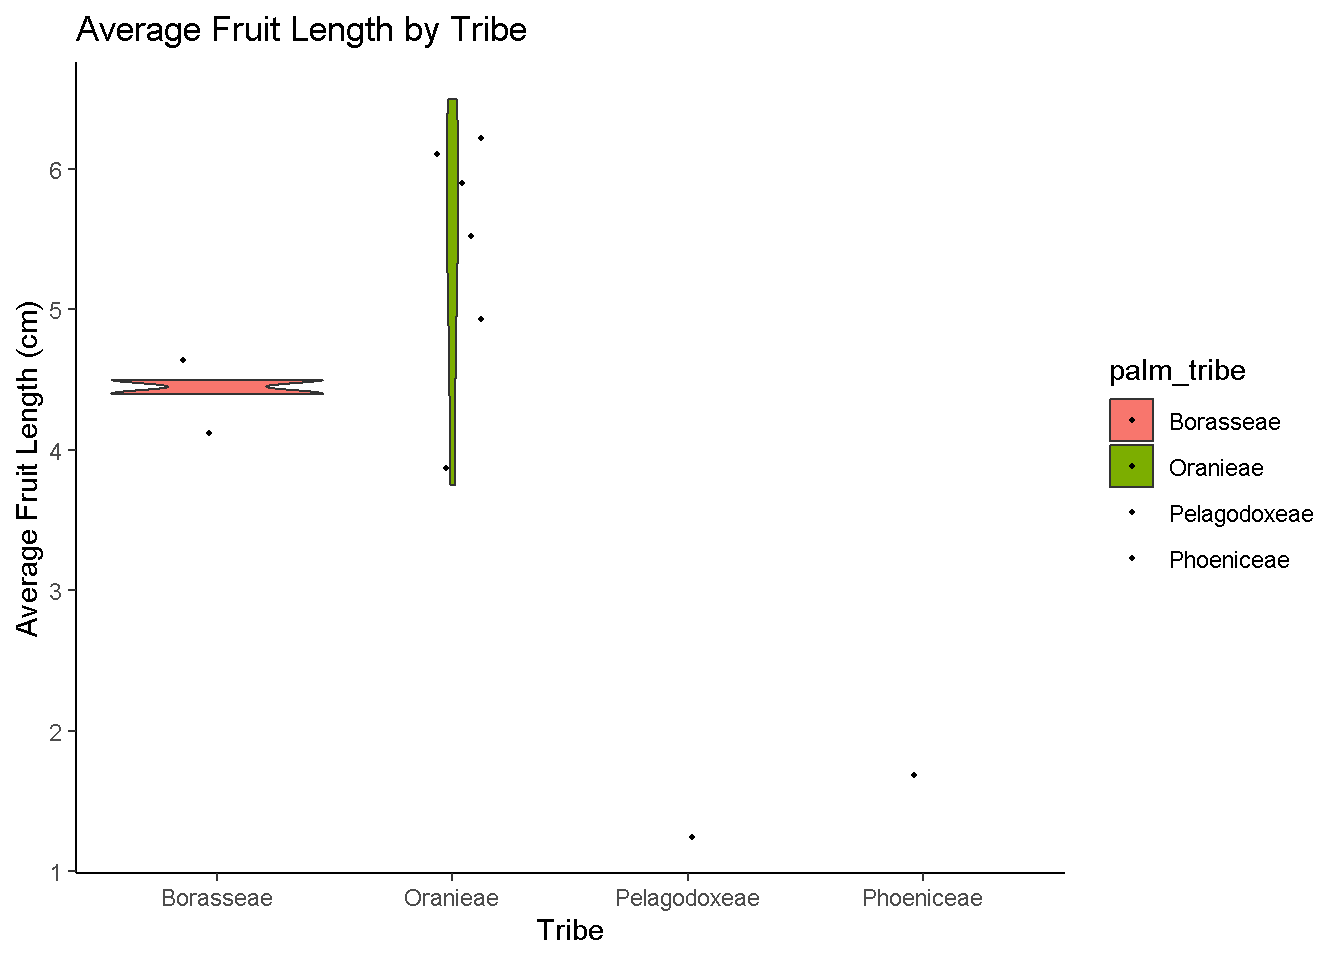 Average Fruit Length by Tribe
Average Fruit Length (cm)
6
5
4
3
2
1
Borasseae
Oranieae
Pelagodoxeae
Phoeniceae
Tribe
palm_tribe
Borasseae
Oranieae
Pelagodoxeae
Phoeniceae